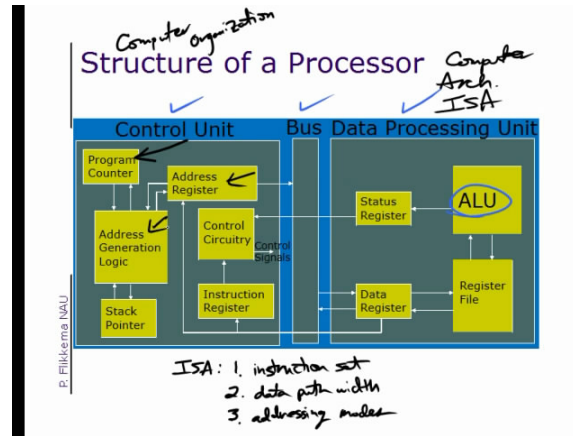 Computer Organization
Structure of a Processor
Computer
Arch.
ISA
Control Unit
Bus
Data Processing Unit
Program
Counter
Address
Register
Address
Generation
Logic
Control
Circuitry
Control
Signals
Instruction
Register
Stack
Pointer
Status
Register
ALU
Data
Register
Register
File
P. Flikkema NAU
ISA: 1. instruction set
2. data path width
3. addressing modes